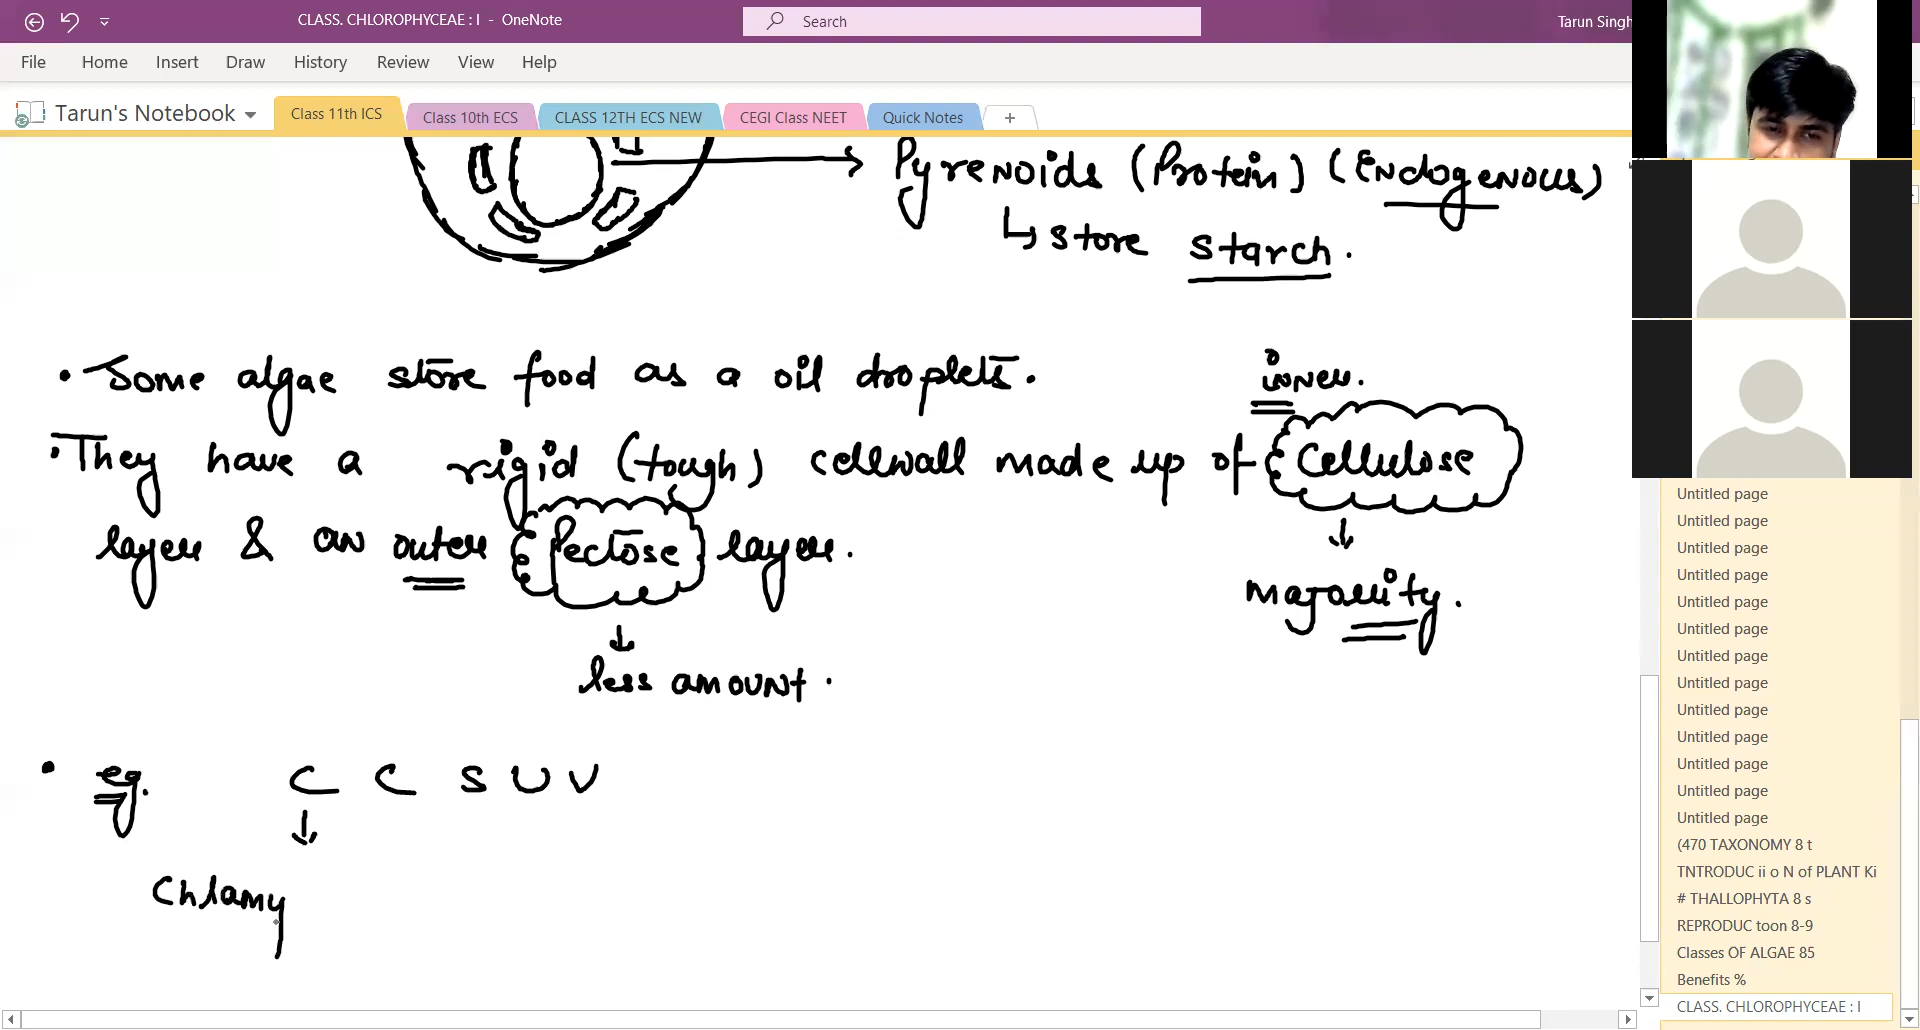 CLASS. CHLOROPHYCEAE : I - OneNote
Search
Tarun Singh
File Home Insert Draw History Review View Help
Tarun's Notebook
Class 11th ICS
Class 10th ECS
CLASS 12TH ECS NEW
CEGI Class NEET
Quick Notes
Pyrenoids (Protein) (Endogenous)
↳ store starch.
• Some algae store food as a oil droplets.
inner.
• They have a rigid (tough) cellwall made up of Cellulose
layer & an outer Pectose layer.
majority.
less amount.
• eg. C C S U V
Chlamy
Untitled page
Untitled page
Untitled page
Untitled page
Untitled page
Untitled page
Untitled page
Untitled page
Untitled page
Untitled page
Untitled page
Untitled page
Untitled page
(470 TAXONOMY 8 t
TNTRODUC ii o N of PLANT Ki
# THALLOPHYTA 8 s
REPRODUC toon 8-9
Classes OF ALGAE 85
Benefits %
CLASS. CHLOROPHYCEAE : I